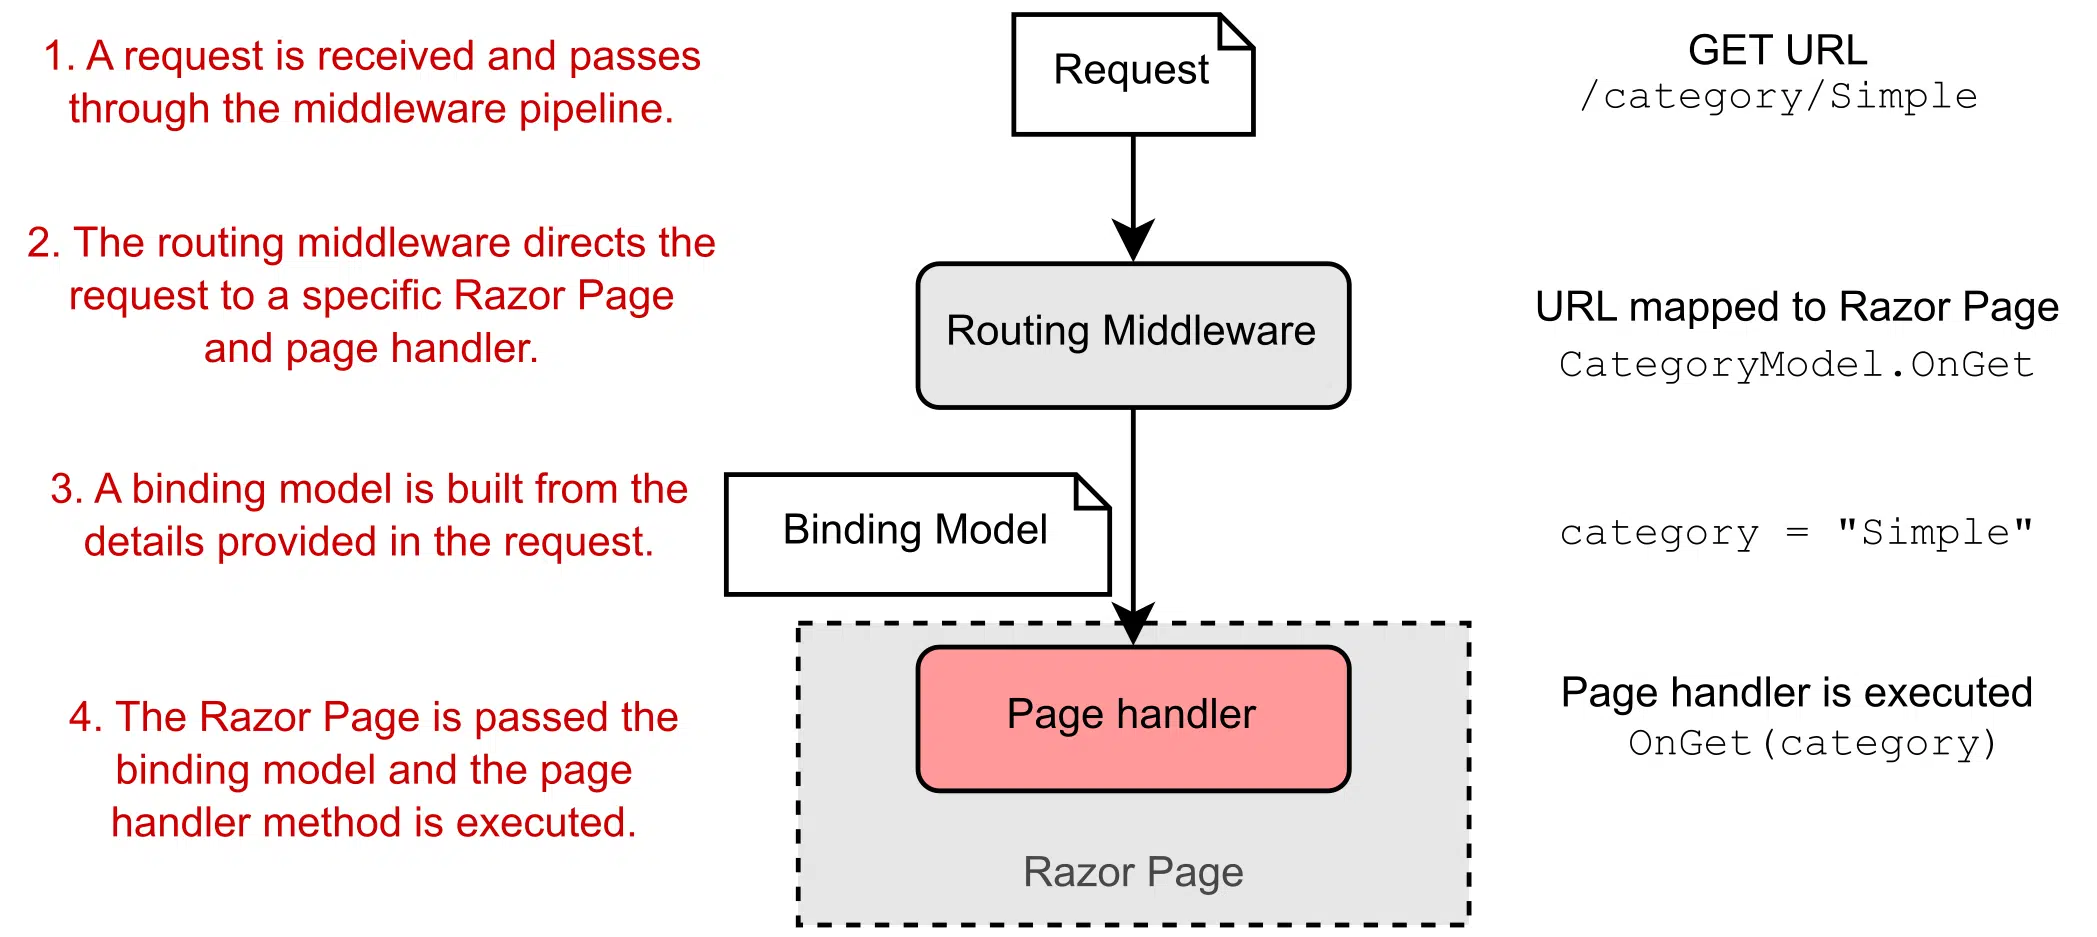 1. A request is received and passes
through the middleware pipeline.
Request
GET URL
/category/Simple
2. The routing middleware directs the
request to a specific Razor Page
and page handler.
Routing Middleware
URL mapped to Razor Page
CategoryModel.OnGet
3. A binding model is built from the
details provided in the request.
Binding Model
category = "Simple"
4. The Razor Page is passed the
binding model and the page
handler method is executed.
Page handler
Razor Page
Page handler is executed
OnGet(category)